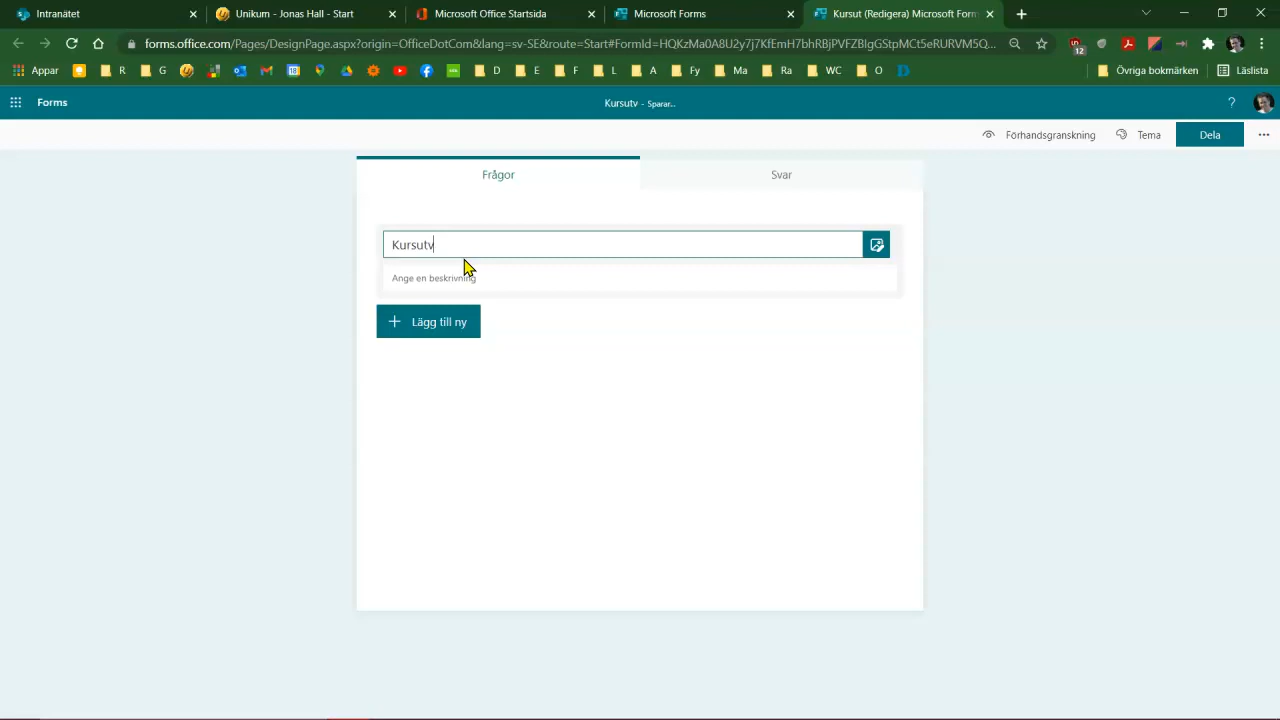 Intranätet
Unikum - Jonas Hall - Start
Microsoft Office Startsida
Microsoft Forms
Kursut (Redigera) Microsoft Form
forms.office.com/Pages/DesignPage.aspx?origin=OfficeDotCom&lang=sv-SE&route=Start#FormId=HQKzMa0A8U2y7j7KfEmH7bhRBjPVFZBIgGStpMCt5eRURVM5Q...
12
Appar R G D E F L A Fy Ma Ra WC O Övriga bokmärken Läslista
Forms
Kursutv - Sparar...
?
Förhandsgranskning
Tema
Dela
Frågor
Svar
Kursutv
Ange en beskrivning
Lägg till ny